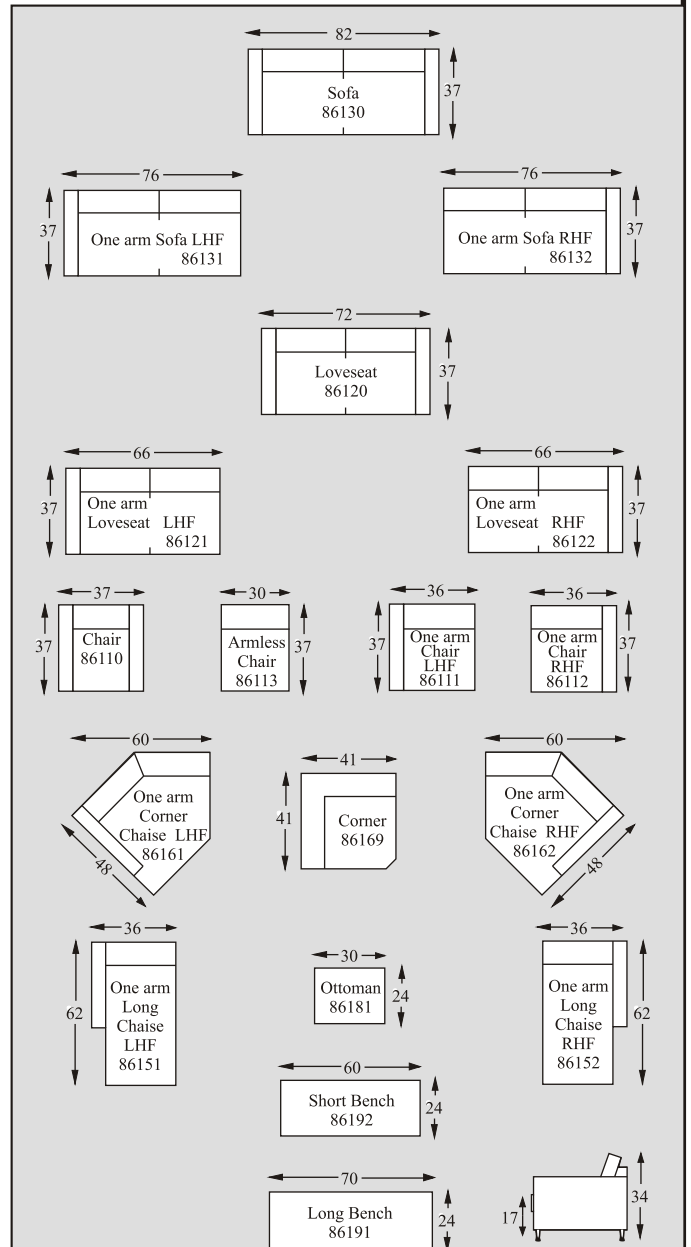 82
Sofa
86130
37
76
37
One arm Sofa LHF
86131
76
One arm Sofa RHF
86132
37
72
Loveseat
86120
37
66
37
One arm
Loveseat LHF
86121
66
One arm
Loveseat RHF
86122
37
37
37
Chair
86110
30
Armless
Chair
86113
37
36
37
One arm
Chair
LHF
86111
36
One arm
Chair
RHF
86112
37
60
One arm
Corner
Chaise LHF
86161
48
41
41
Corner
86169
60
One arm
Corner
Chaise RHF
86162
48
36
62
One arm
Long
Chaise
LHF
86151
30
Ottoman
86181
24
36
One arm
Long
Chaise
RHF
86152
62
60
Short Bench
86192
24
70
Long Bench
86191
24
17
34